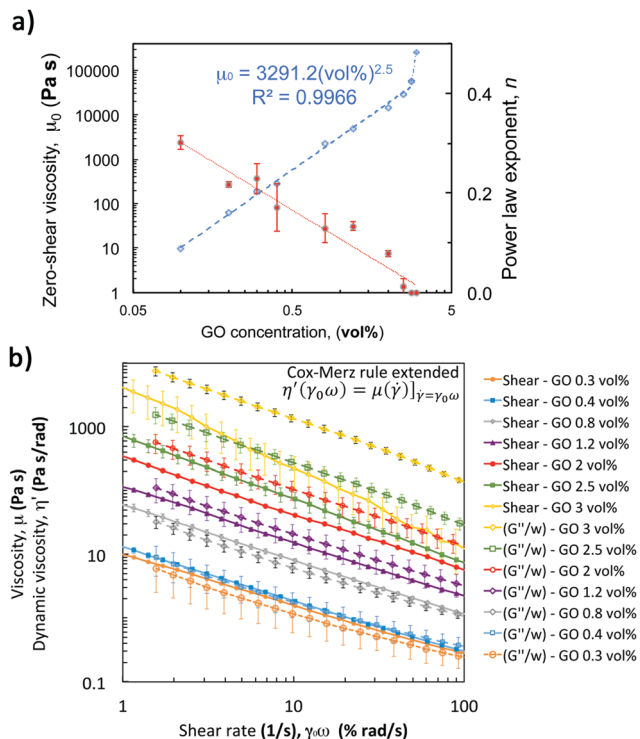 a)
Zero-shear viscosity, μ₀ (Pa s)
100000
10000
1000
100
10
1
μ₀ = 3291.2(vol%)²·⁵
R² = 0.9966
0.4
0.2
0.0
Power law exponent, n
0.05
0.5
5
GO concentration, (vol%)
b)
Viscosity, μ (Pa s)
Dynamic viscosity, η' (Pa s/rad)
1000
10
0.1
Cox-Merz rule extended
η′(γ₀ω) = μ(γ̇)]γ̇=γ₀ω
1
10
100
Shear rate (1/s), γ₀ω (% rad/s)
Shear - GO 0.3 vol%
Shear - GO 0.4 vol%
Shear - GO 0.8 vol%
Shear - GO 1.2 vol%
Shear - GO 2 vol%
Shear - GO 2.5 vol%
Shear - GO 3 vol%
(G''/w) - GO 3 vol%
(G''/w) - GO 2.5 vol%
(G''/w) - GO 2 vol%
(G''/w) - GO 1.2 vol%
(G''/w) - GO 0.8 vol%
(G''/w) - GO 0.4 vol%
(G''/w) - GO 0.3 vol%